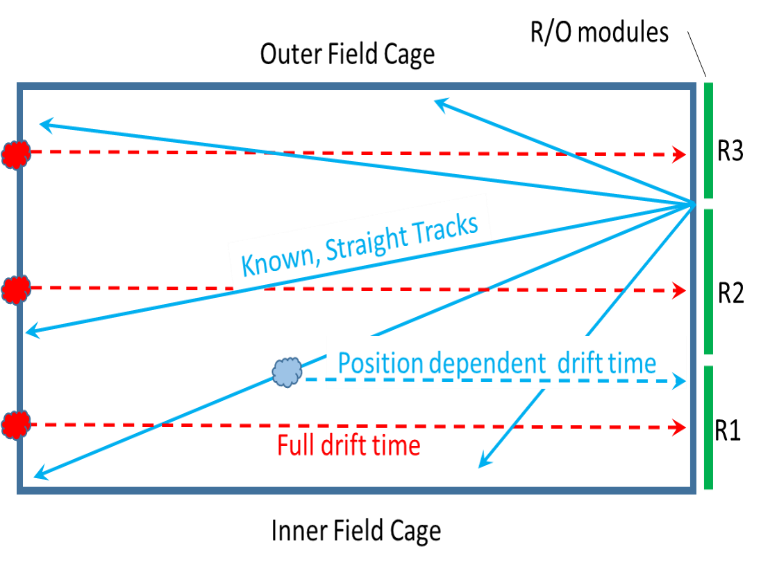 R/O modules
Outer Field Cage
R3
Known, Straight Tracks
R2
Position dependent drift time
R1
Full drift time
Inner Field Cage